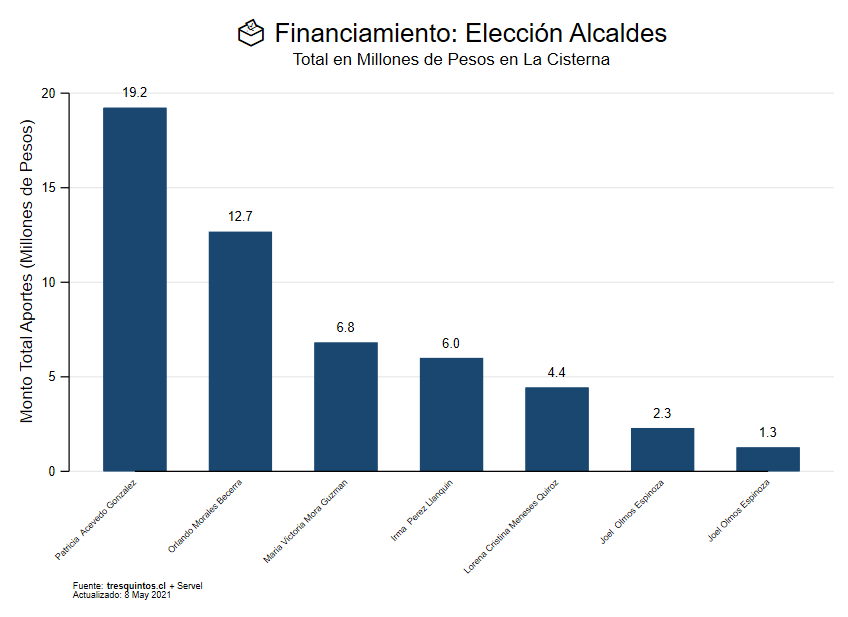 Financiamiento: Elección Alcaldes
Total en Millones de Pesos en La Cisterna
Monto Total Aportes (Millones de Pesos)
20
15
10
5
0
19.2
12.7
6.8
6.0
4.4
2.3
1.3
Patricia Acevedo Gonzalez
Orlando Morales Becerra
Maria Victoria Mora Guzman
Irma Perez Llanquin
Lorena Cristina Meneses Quiroz
Joel Olmos Espinoza
Joel Olmos Espinoza
Fuente: tresquintos.cl + Servel
Actualizado: 8 May 2021